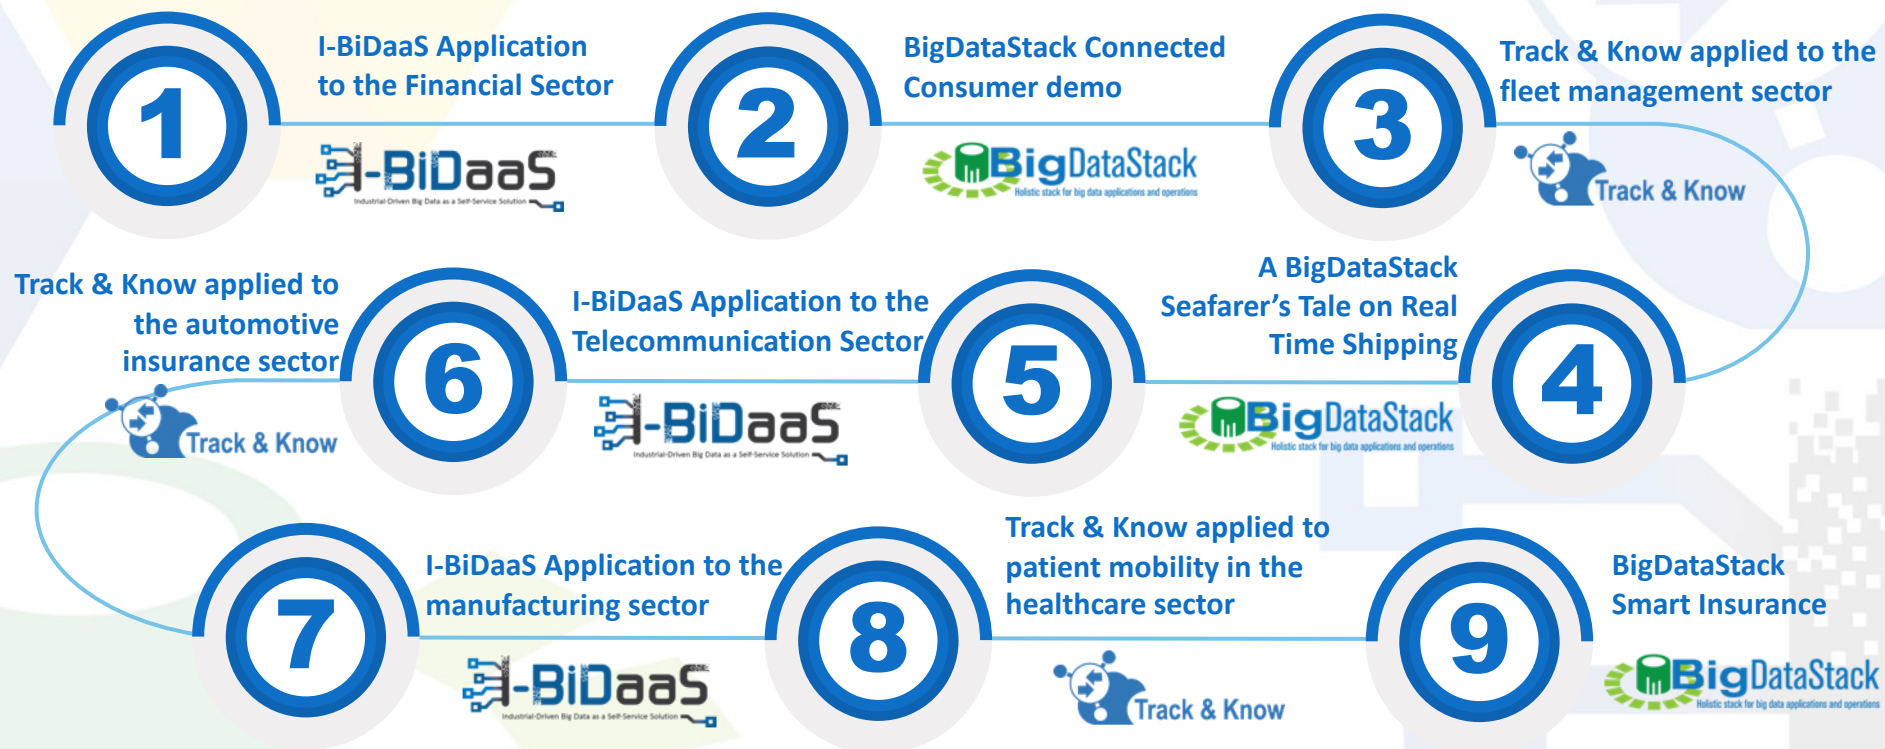 1
I-BiDaaS Application
to the Financial Sector
I-BiDaaS
Industrial-Driven Big Data as a Self-Service Solution
2
BigDataStack Connected
Consumer demo
BigDataStack
Holistic stack for big data applications and operations
3
Track & Know applied to the
fleet management sector
Track & Know
4
A BigDataStack
Seafarer's Tale on Real
Time Shipping
BigDataStack
Holistic stack for big data applications and operations
5
I-BiDaaS Application to the
Telecommunication Sector
I-BiDaaS
Industrial-Driven Big Data as a Self-Service Solution
6
Track & Know applied to
the automotive
insurance sector
Track & Know
7
I-BiDaaS Application to the
manufacturing sector
I-BiDaaS
Industrial-Driven Big Data as a Self-Service Solution
8
Track & Know applied to
patient mobility in the
healthcare sector
Track & Know
9
BigDataStack
Smart Insurance
BigDataStack
Holistic stack for big data applications and operations